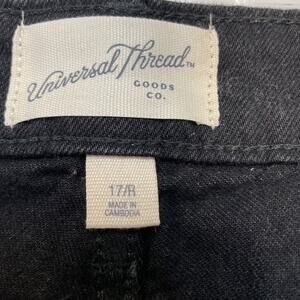 Universal Thread™
GOODS
CO.
17/R
MADE IN
CAMBODIA